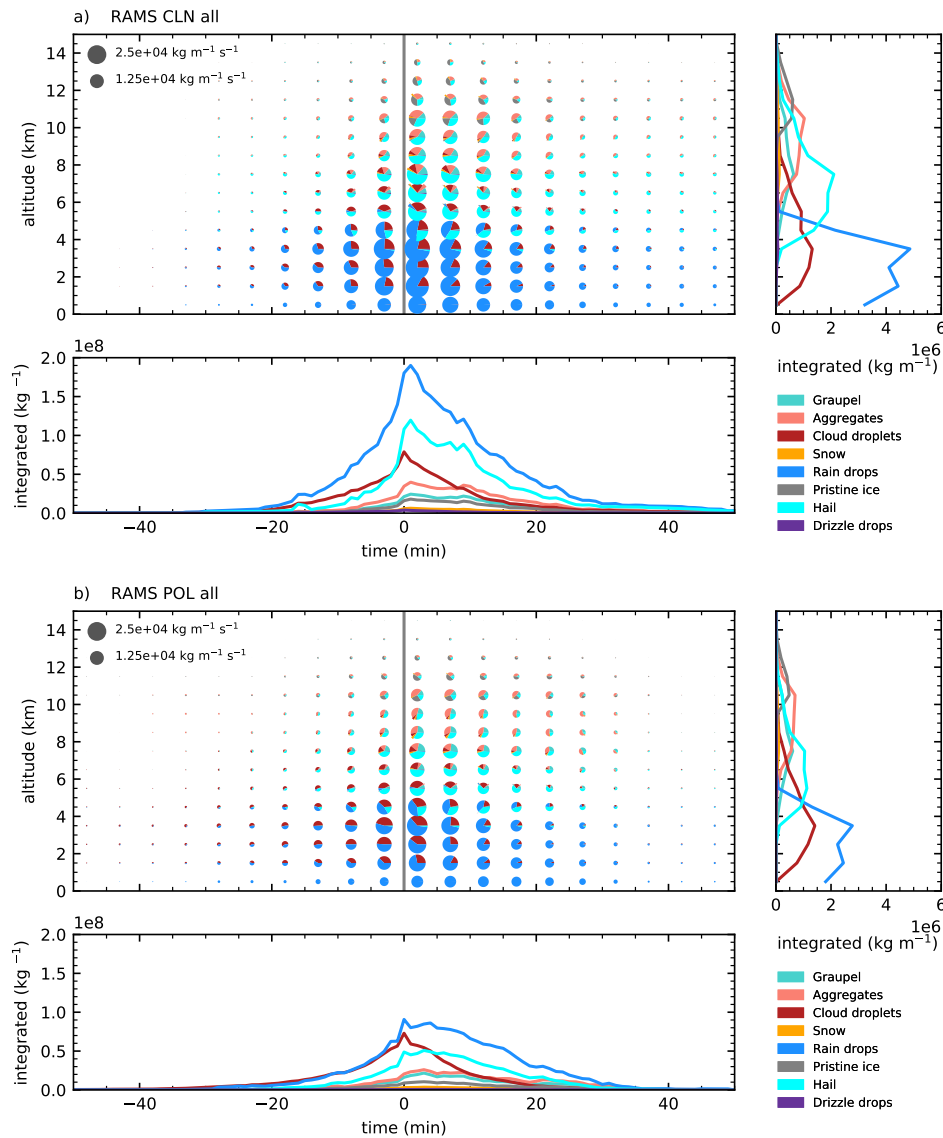 a) RAMS CLN all
2.5e+04 kg m⁻¹ s⁻¹
1.25e+04 kg m⁻¹ s⁻¹
altitude (km)
14
12
10
8
6
4
2
0
0 2 4 6
1e6
integrated (kg m⁻¹)
1e8
integrated (kg ⁻¹)
2.0
1.5
1.0
0.5
0.0
−40 −20 0 20
time (min)
Graupel
Aggregates
Cloud droplets
Snow
Rain drops
Pristine ice
Hail
Drizzle drops
b) RAMS POL all
2.5e+04 kg m⁻¹ s⁻¹
1.25e+04 kg m⁻¹ s⁻¹
altitude (km)
14
12
10
8
6
4
2
0
0 2 4 6
1e6
integrated (kg m⁻¹)
1e8
integrated (kg ⁻¹)
2.0
1.5
1.0
0.5
0.0
−40 −20 0 20
time (min)
Graupel
Aggregates
Cloud droplets
Snow
Rain drops
Pristine ice
Hail
Drizzle drops